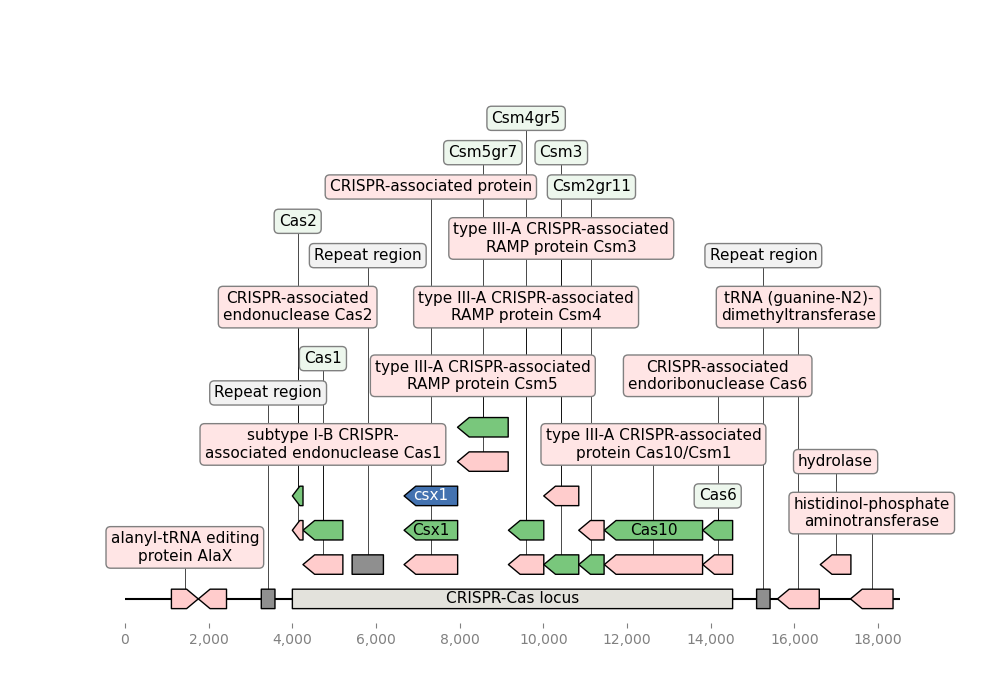 Csm4gr5
Csm5gr7
Csm3
CRISPR-associated protein
Csm2gr11
Cas2
type III-A CRISPR-associated
RAMP protein Csm3
Repeat region
Repeat region
CRISPR-associated
endonuclease Cas2
type III-A CRISPR-associated
RAMP protein Csm4
tRNA (guanine-N2)-
dimethyltransferase
Cas1
type III-A CRISPR-associated
RAMP protein Csm5
CRISPR-associated
endoribonuclease Cas6
Repeat region
subtype I-B CRISPR-
associated endonuclease Cas1
type III-A CRISPR-associated
protein Cas10/Csm1
hydrolase
csx1
Cas6
histidinol-phosphate
aminotransferase
alanyl-tRNA editing
protein AlaX
Csx1
Cas10
CRISPR-Cas locus
0
2,000
4,000
6,000
8,000
10,000
12,000
14,000
16,000
18,000